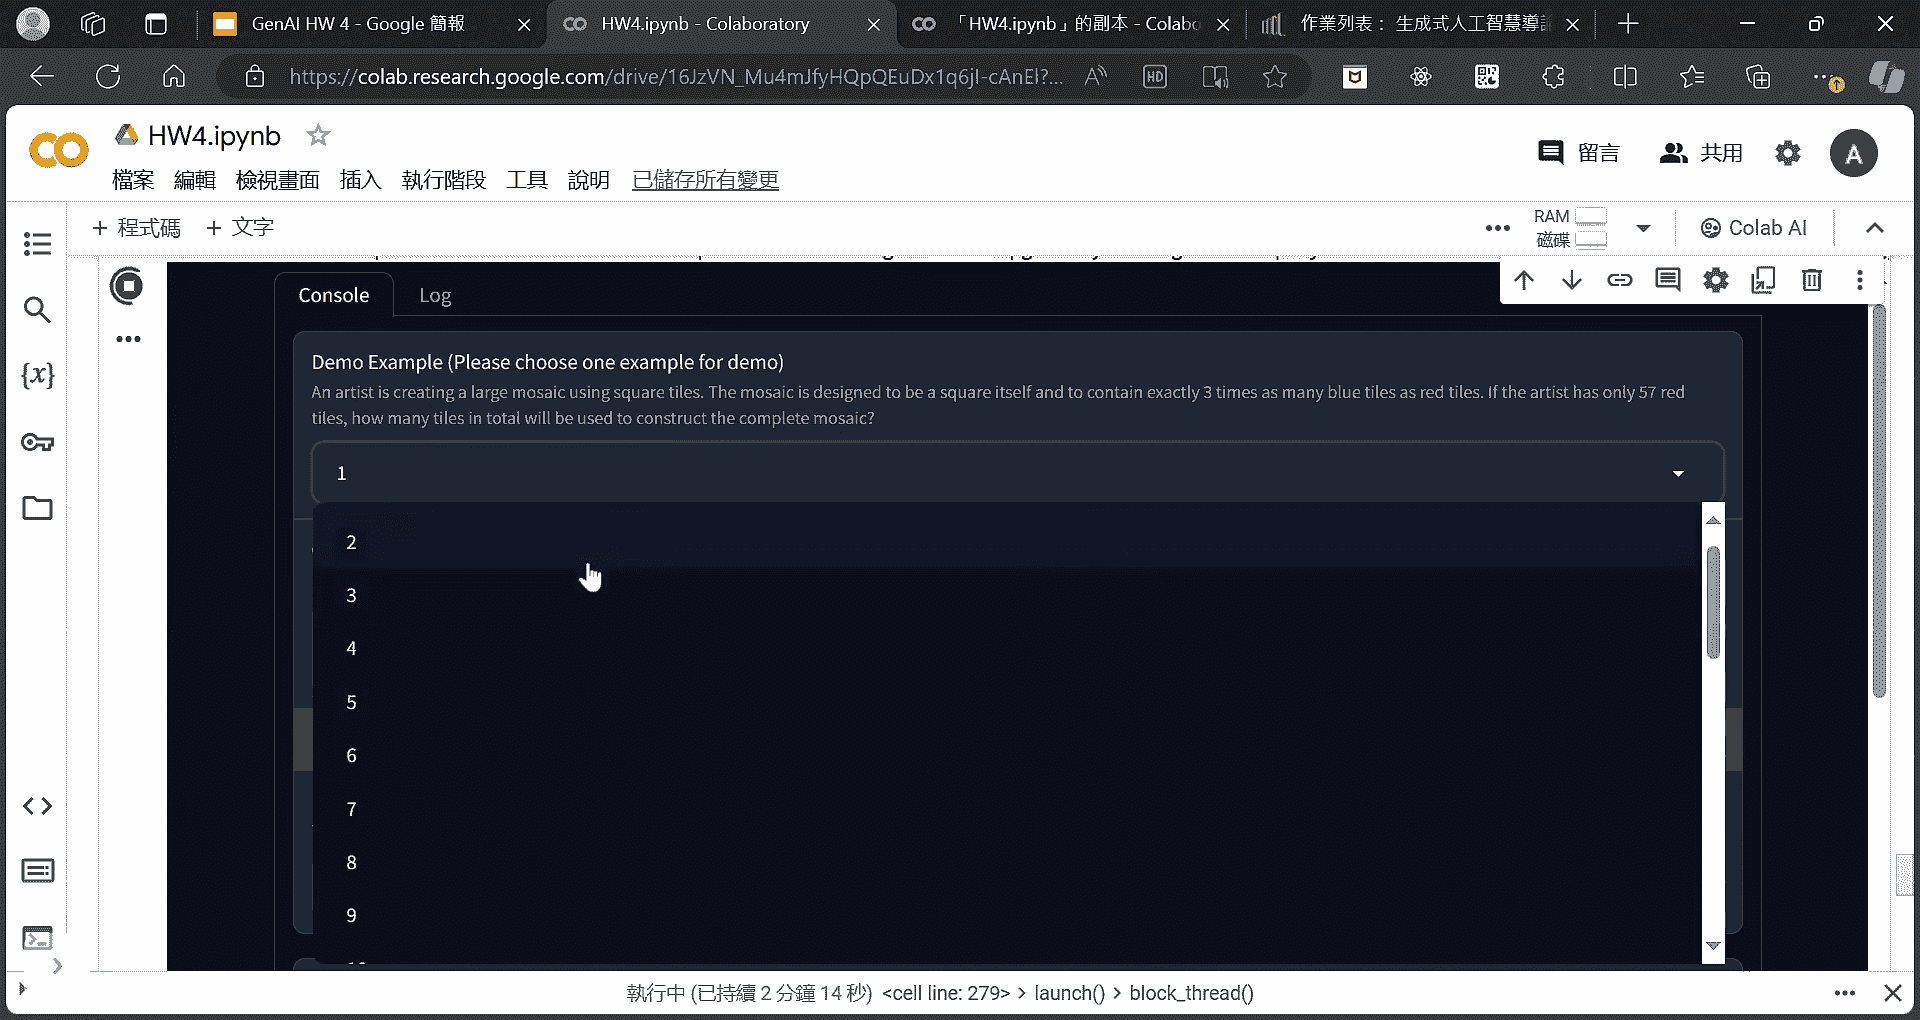 GenAI HW 4 - Google 簡報
HW4.ipynb - Colaboratory
「HW4.ipynb」的副本 - Colabo
作業列表： 生成式人工智慧導論
https://colab.research.google.com/drive/16JzVN_Mu4mJfyHQpQEuDx1q6jI-cAnEl?...
HD
HW4.ipynb
留言
共用
A
檔案 編輯 檢視畫面 插入 執行階段 工具 說明 已儲存所有變更
+ 程式碼 + 文字
RAM
磁碟
Colab AI
Console
Log
Demo Example (Please choose one example for demo)
An artist is creating a large mosaic using square tiles. The mosaic is designed to be a square itself and to contain exactly 3 times as many blue tiles as red tiles. If the artist has only 57 red
tiles, how many tiles in total will be used to construct the complete mosaic?
1
2
3
4
5
6
7
8
9
執行中 (已持續 2 分鐘 14 秒) <cell line: 279> > launch() > block_thread()